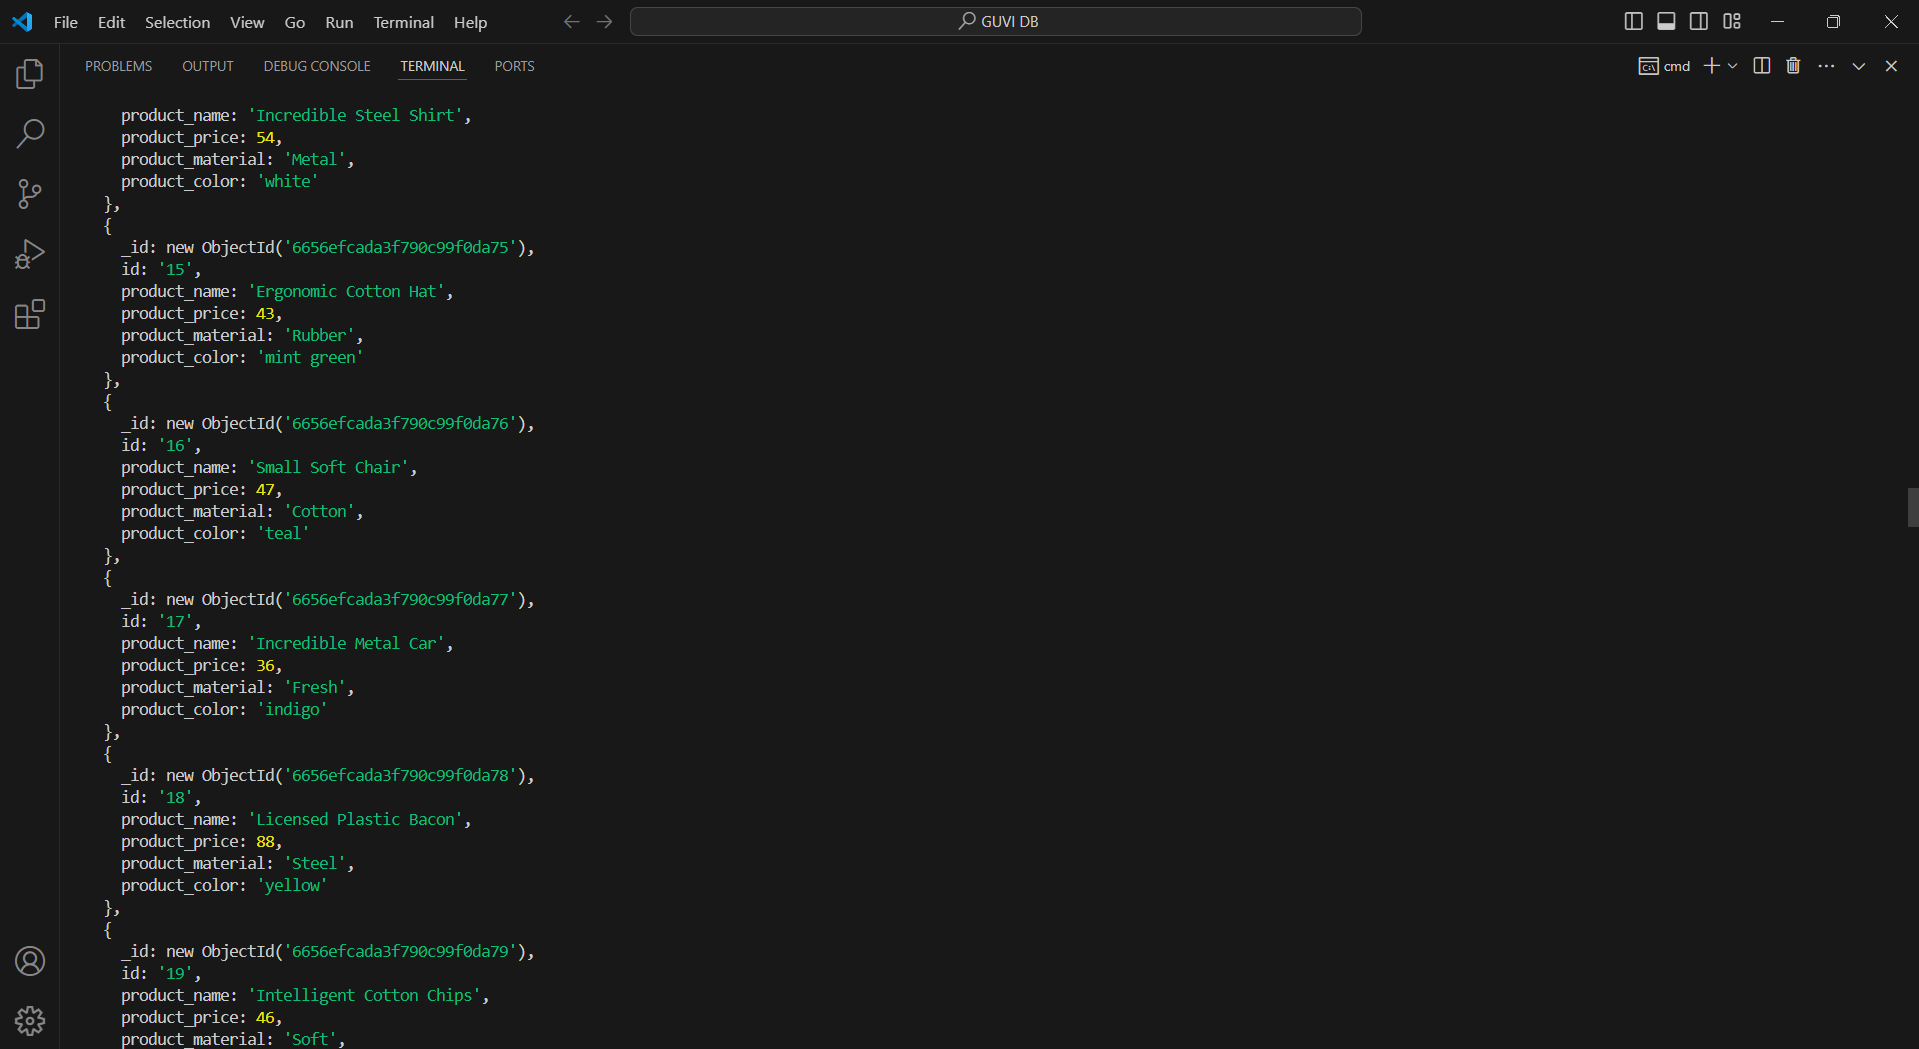 File Edit Selection View Go Run Terminal Help GUVI DB
PROBLEMS OUTPUT DEBUG CONSOLE TERMINAL PORTS cmd
product_name: 'Incredible Steel Shirt',
product_price: 54,
product_material: 'Metal',
product_color: 'white'
},
{
_id: new ObjectId('6656efcada3f790c99f0da75'),
id: '15',
product_name: 'Ergonomic Cotton Hat',
product_price: 43,
product_material: 'Rubber',
product_color: 'mint green'
},
{
_id: new ObjectId('6656efcada3f790c99f0da76'),
id: '16',
product_name: 'Small Soft Chair',
product_price: 47,
product_material: 'Cotton',
product_color: 'teal'
},
{
_id: new ObjectId('6656efcada3f790c99f0da77'),
id: '17',
product_name: 'Incredible Metal Car',
product_price: 36,
product_material: 'Fresh',
product_color: 'indigo'
},
{
_id: new ObjectId('6656efcada3f790c99f0da78'),
id: '18',
product_name: 'Licensed Plastic Bacon',
product_price: 88,
product_material: 'Steel',
product_color: 'yellow'
},
{
_id: new ObjectId('6656efcada3f790c99f0da79'),
id: '19',
product_name: 'Intelligent Cotton Chips',
product_price: 46,
product_material: 'Soft',